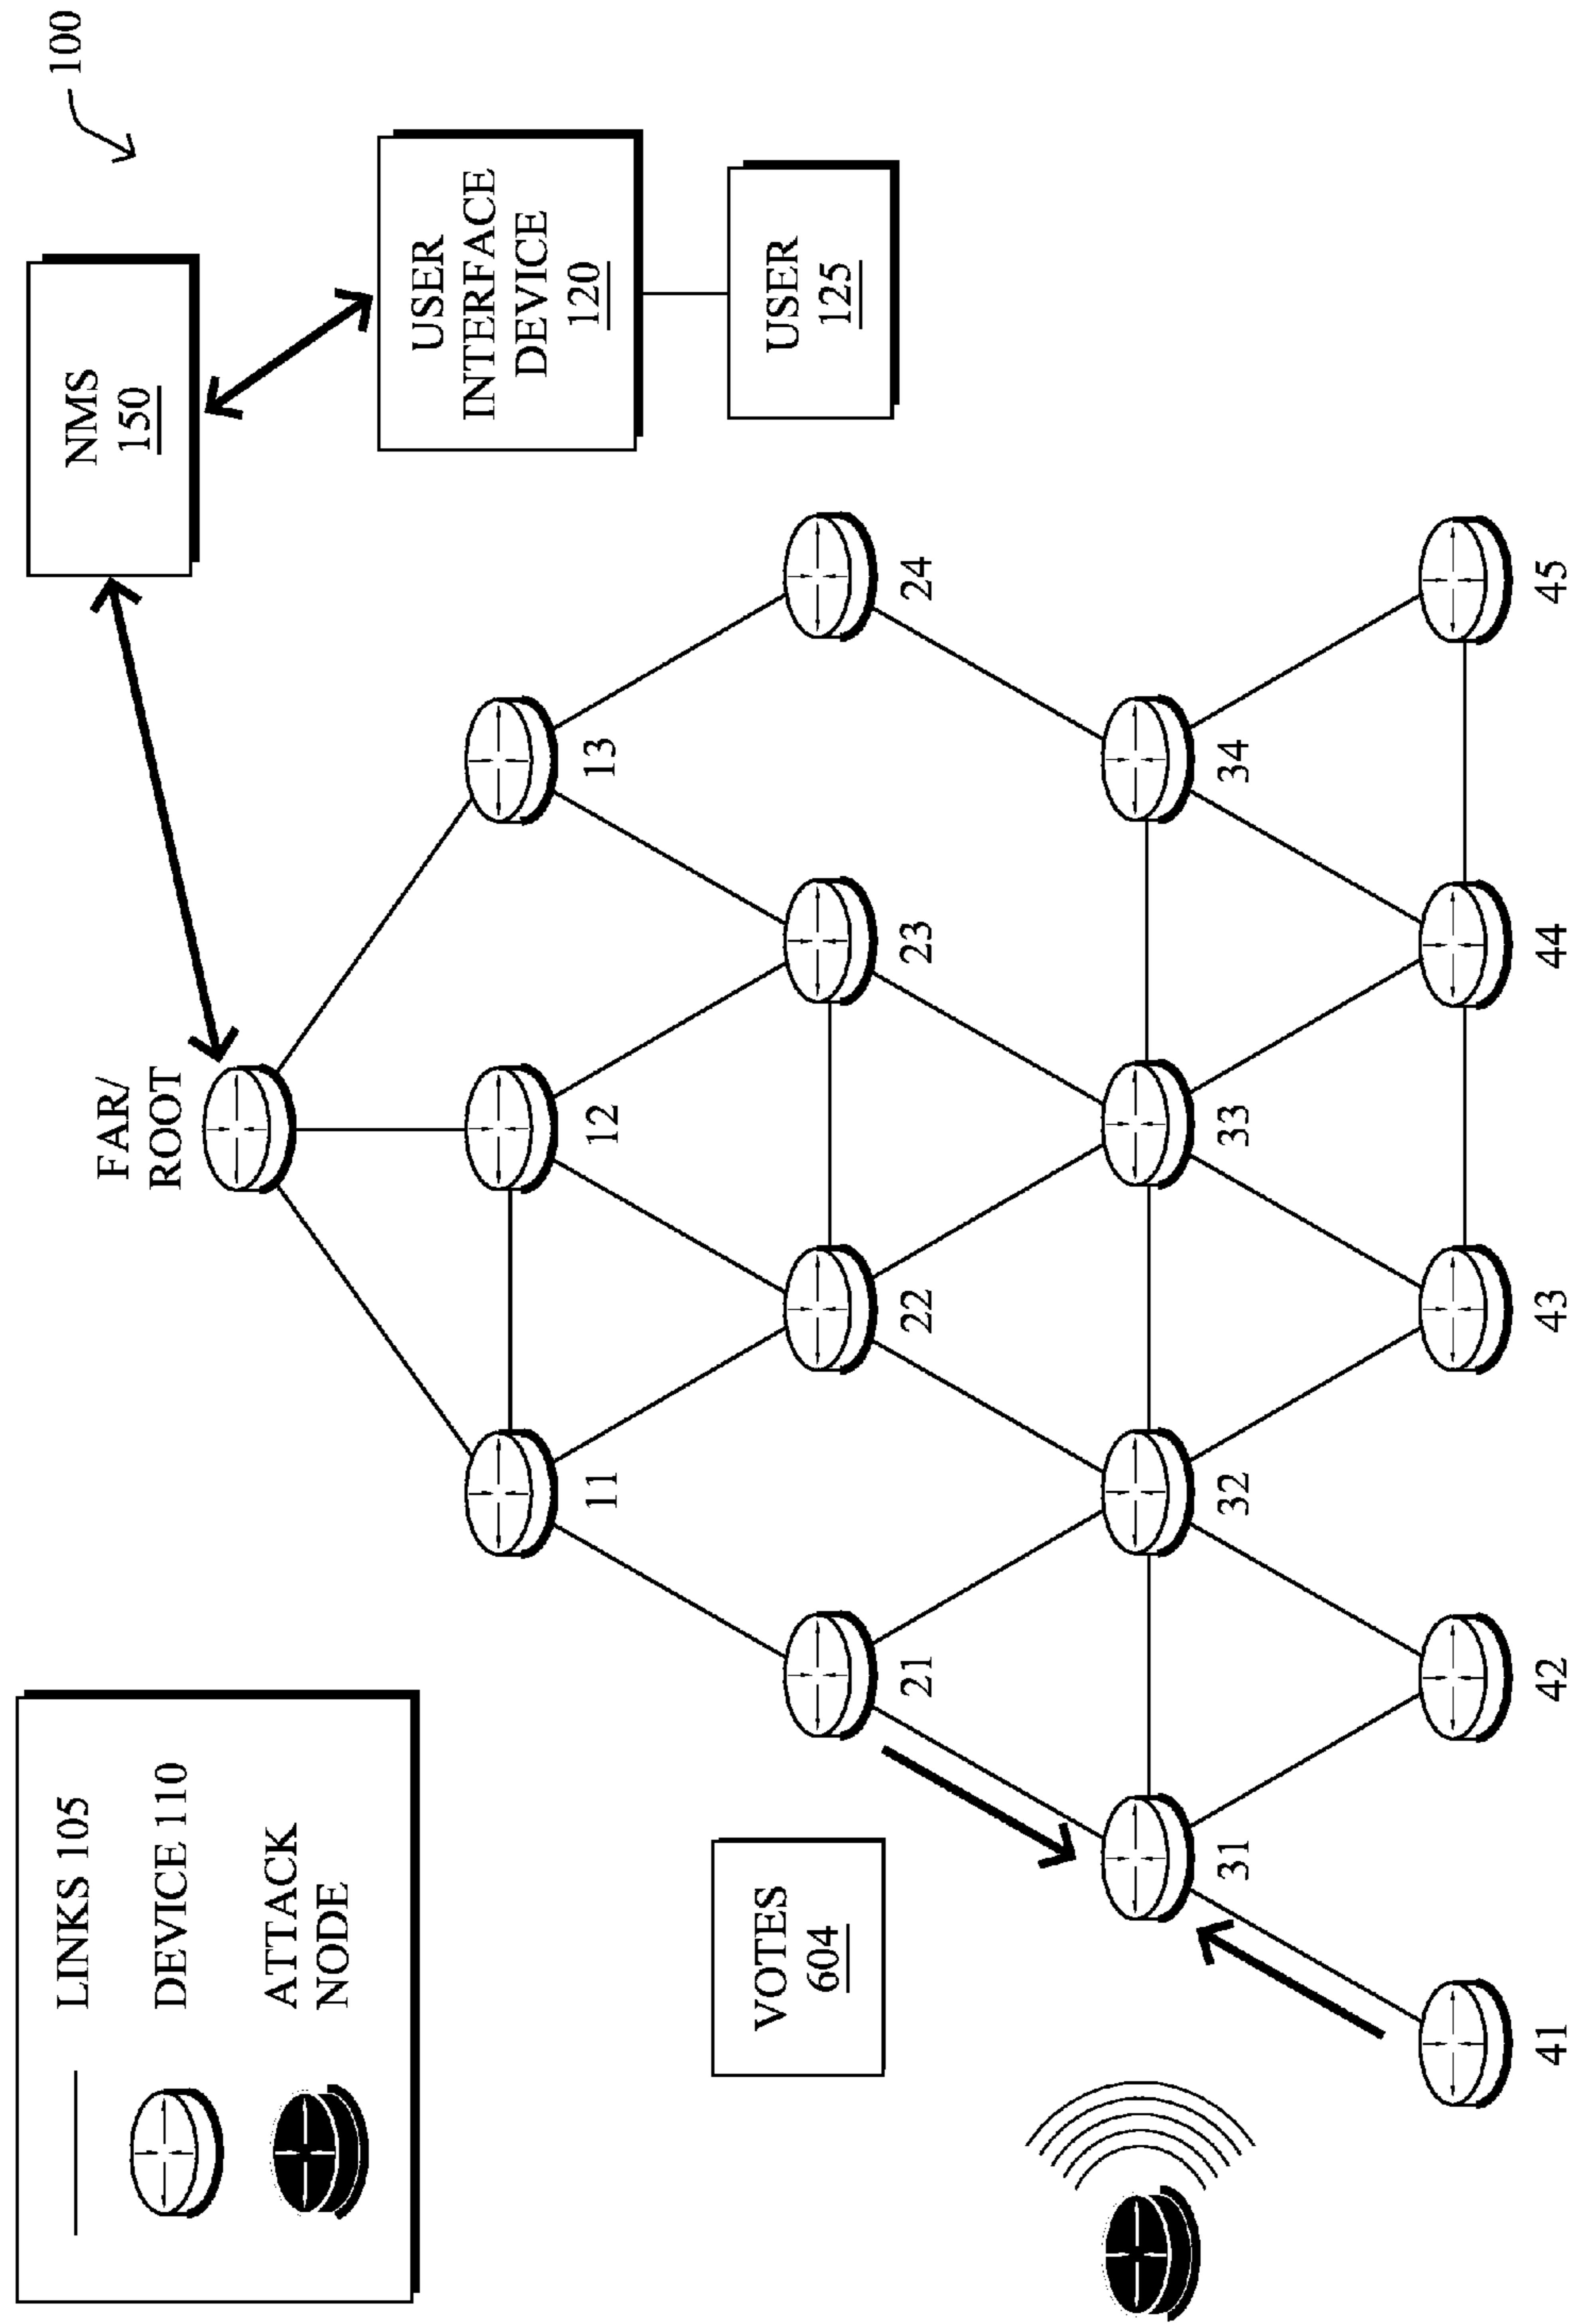 LINKS 105
DEVICE 110
ATTACK
NODE
FAR/
ROOT
NMS
150
100
USER
INTERFACE
DEVICE
120
USER
125
11
12
13
VOTES
604
21
22
23
24
31
32
33
34
41
42
43
44
45